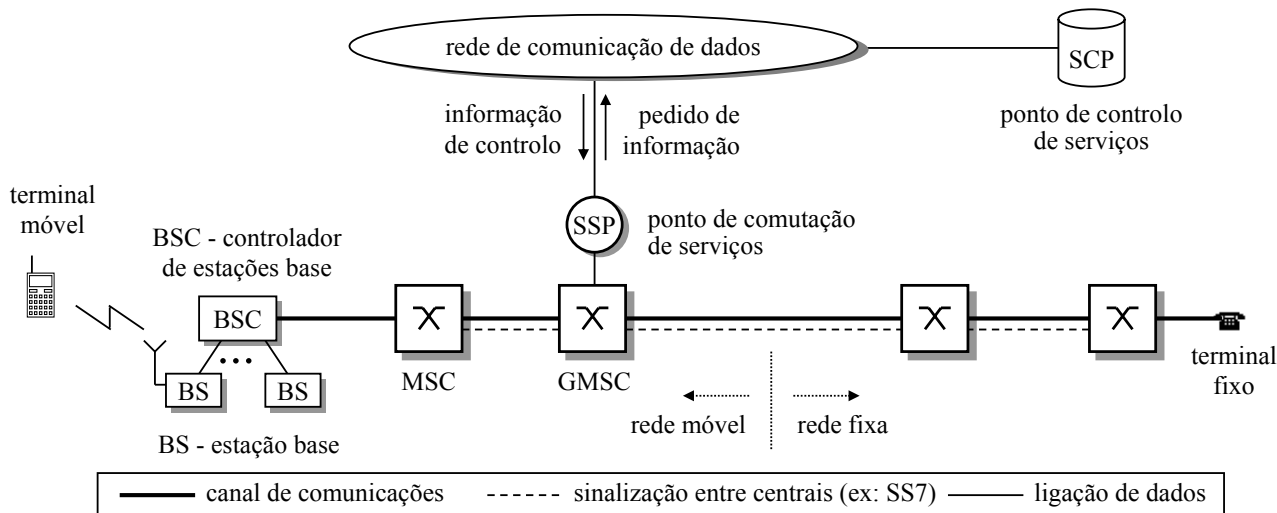 rede de comunicação de dados
SCP
ponto de controlo
de serviços
informação
de controlo
pedido de
informação
terminal
móvel
SSP
ponto de comutação
de serviços
BSC - controlador
de estações base
BSC
BS
BS
MSC
GMSC
terminal
fixo
rede móvel
rede fixa
BS - estação base
canal de comunicações
sinalização entre centrais (ex: SS7)
ligação de dados